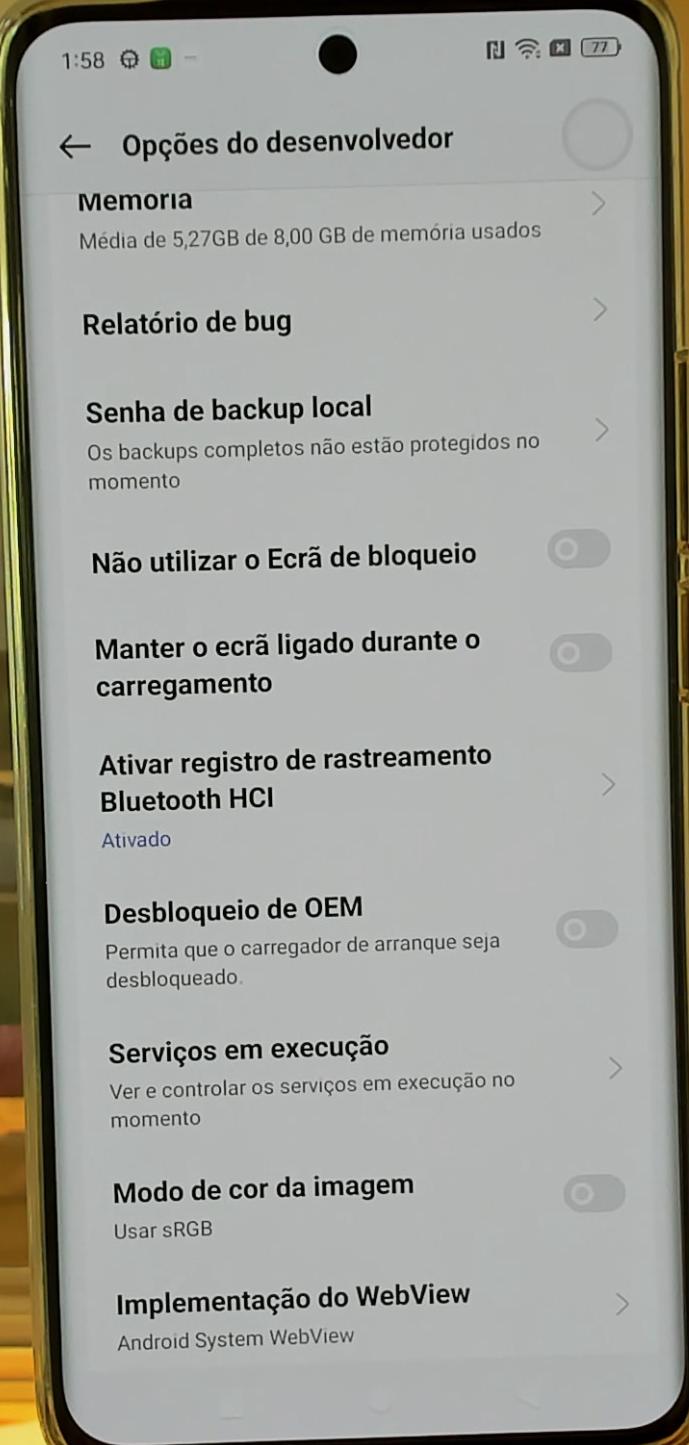 1:58
77
Opções do desenvolvedor
Memória
Média de 5,27GB de 8,00 GB de memória usados
Relatório de bug
Senha de backup local
Os backups completos não estão protegidos no
momento
Não utilizar o Ecrã de bloqueio
Manter o ecrã ligado durante o
carregamento
Ativar registro de rastreamento
Bluetooth HCI
Ativado
Desbloqueio de OEM
Permita que o carregador de arranque seja
desbloqueado.
Serviços em execução
Ver e controlar os serviços em execução no
momento
Modo de cor da imagem
Usar sRGB
Implementação do WebView
Android System WebView